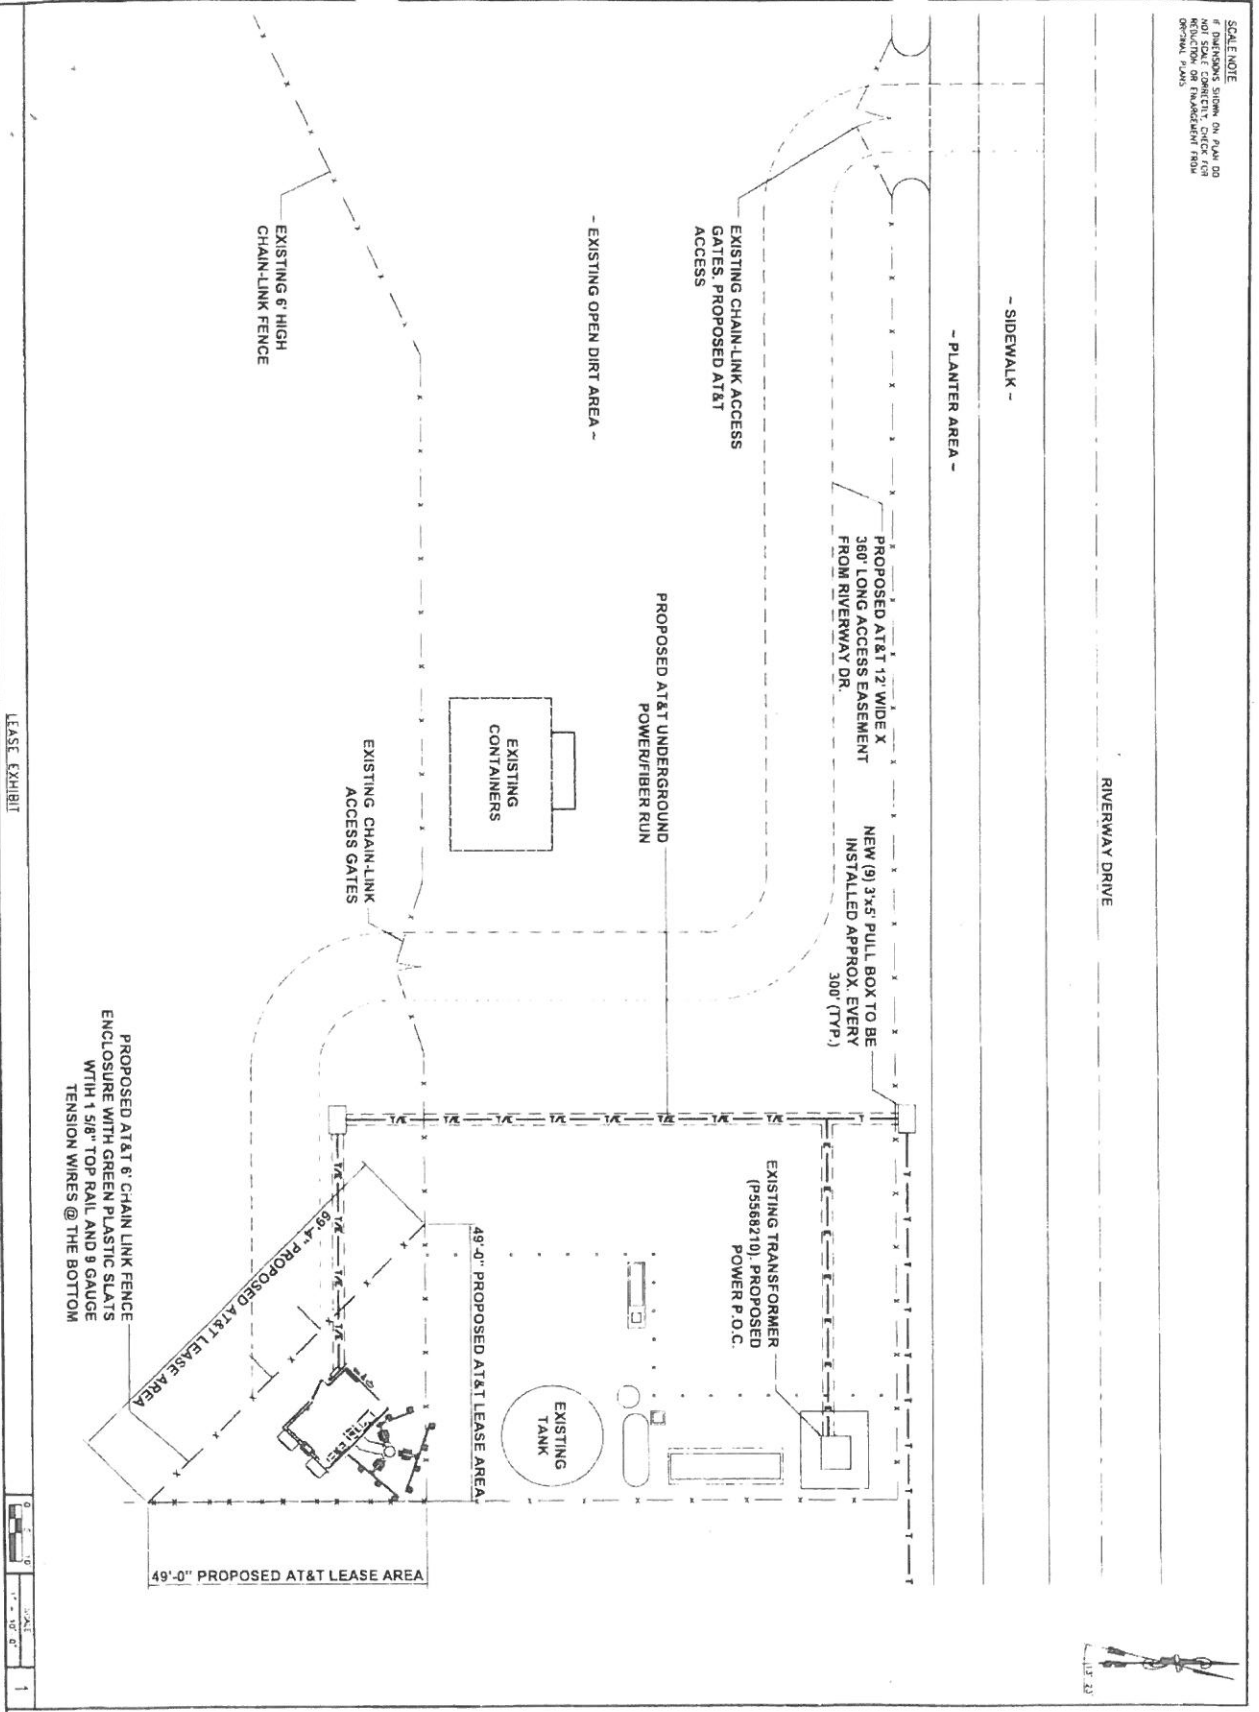 SCALE NOTE
IF DIMENSIONS SHOWN ON PLAN DO
NOT SCALE CORRECTLY, CHECK FOR
REDUCTION OR ENLARGEMENT FROM
ORIGINAL PLANS
RIVERWAY DRIVE
~ SIDEWALK ~
~ PLANTER AREA ~
PROPOSED AT&T 12' WIDE X
360' LONG ACCESS EASEMENT
FROM RIVERWAY DR.
NEW (9) 3'x5' PULL BOX TO BE
INSTALLED APPROX. EVERY
300' (TYP.)
EXISTING CHAIN-LINK ACCESS
GATES. PROPOSED AT&T
ACCESS
EXISTING TRANSFORMER
(P5568210). PROPOSED
POWER P.O.C.
PROPOSED AT&T UNDERGROUND
POWER/FIBER RUN
~ EXISTING OPEN DIRT AREA ~
EXISTING
TANK
EXISTING
CONTAINERS
49'-0" PROPOSED AT&T LEASE AREA
EXISTING CHAIN-LINK
ACCESS GATES
EXISTING 6' HIGH
CHAIN-LINK FENCE
69'-4" PROPOSED AT&T LEASE AREA
49'-0" PROPOSED AT&T LEASE AREA
PROPOSED AT&T 6' CHAIN LINK FENCE
ENCLOSURE WITH GREEN PLASTIC SLATS
WTIH 1 5/8" TOP RAIL AND 9 GAUGE
TENSION WIRES @ THE BOTTOM
LEASE EXHIBIT
SCALE
1